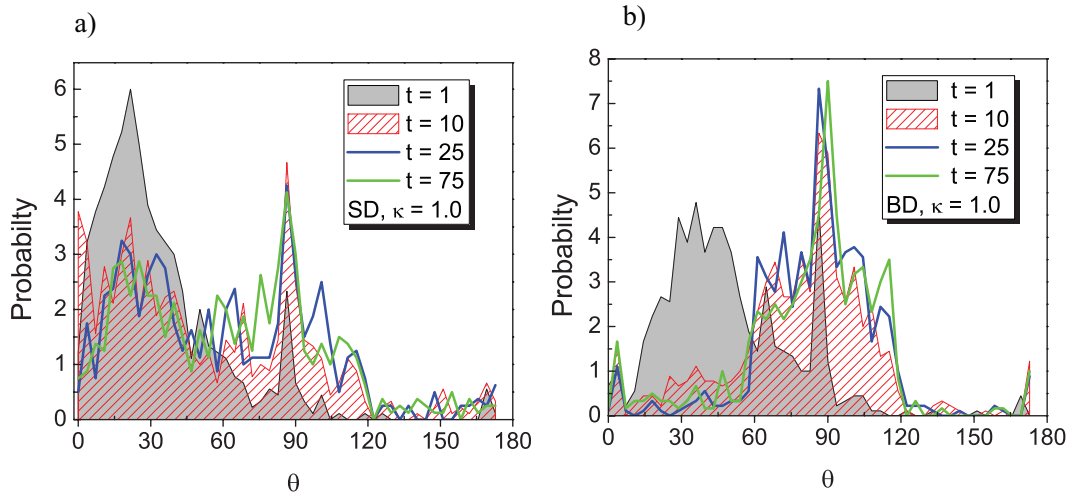 a)
6
5
4
3
2
1
0
Probability
t = 1
t = 10
t = 25
t = 75
SD, κ = 1.0
0 30 60 90 120 150 180
θ
b)
8
7
6
5
4
3
2
1
0
Probabilty
t = 1
t = 10
t = 25
t = 75
BD, κ = 1.0
0 30 60 90 120 150 180
θ